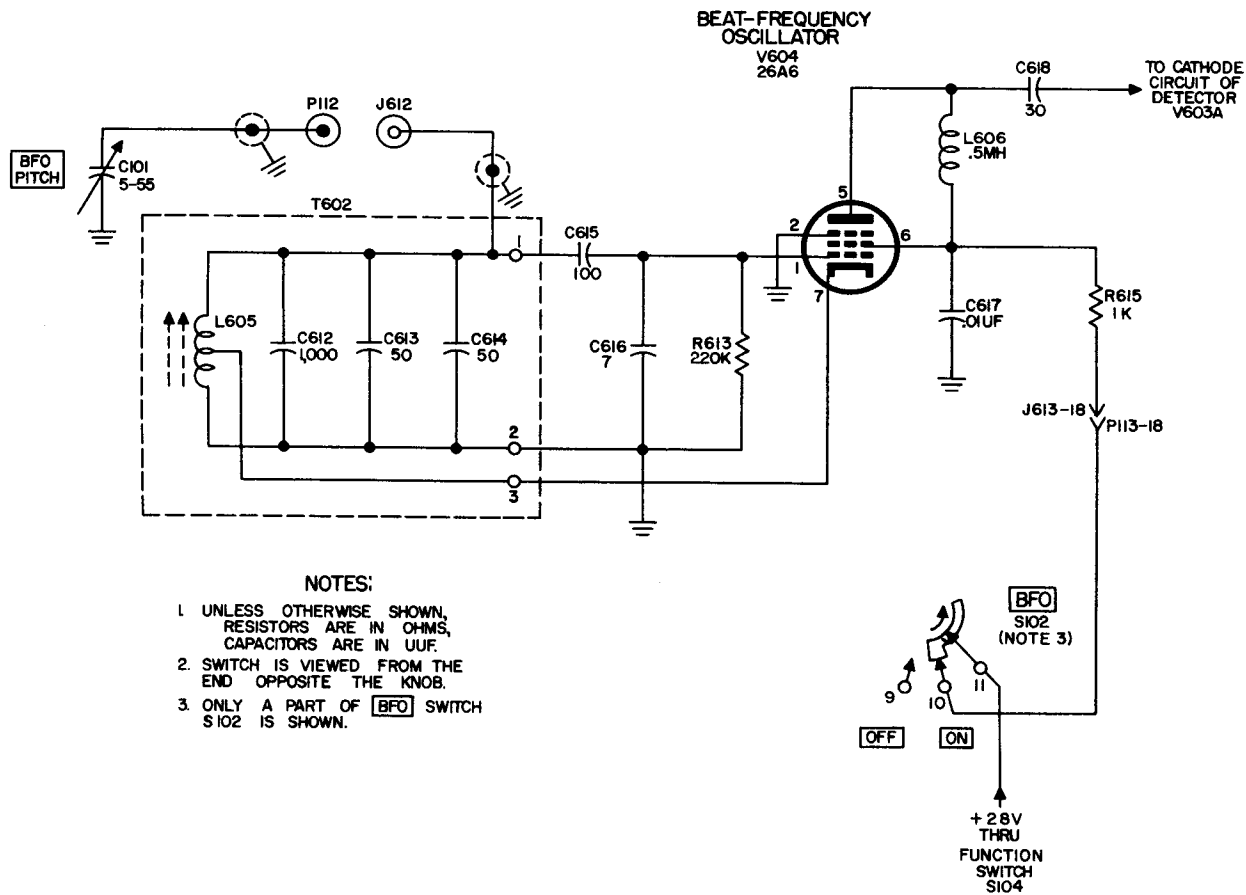 BEAT-FREQUENCY
OSCILLATOR
V604
26A6
C618
30
TO CATHODE
CIRCUIT OF
DETECTOR
V603A
P112
J612
BFO
PITCH
C101
5-55
L606
.5MH
T602
5
2
6
1
7
1
C615
100
L605
C612
1,000
C613
50
C614
50
C616
7
R613
220K
C617
.01UF
R615
1K
2
3
J613-18
P113-18
NOTES:
1. UNLESS OTHERWISE SHOWN,
RESISTORS ARE IN OHMS,
CAPACITORS ARE IN UUF.
2. SWITCH IS VIEWED FROM THE
END OPPOSITE THE KNOB.
3. ONLY A PART OF BFO SWITCH
S102 IS SHOWN.
BFO
S102
(NOTE 3)
9
10
11
OFF
ON
+28V
THRU
FUNCTION
SWITCH
S104